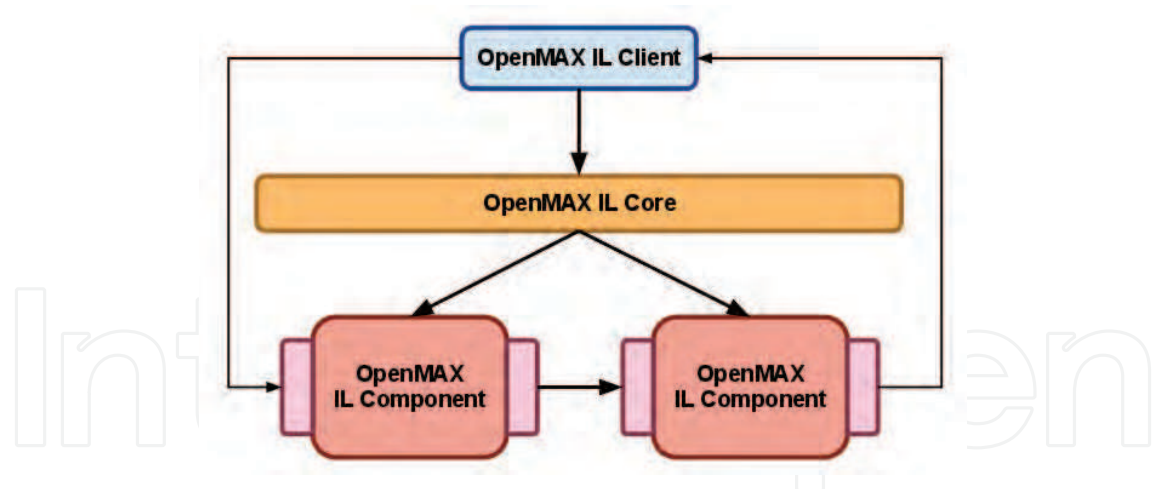 OpenMAX IL Client
OpenMAX IL Core
OpenMAX
IL Component
OpenMAX
IL Component